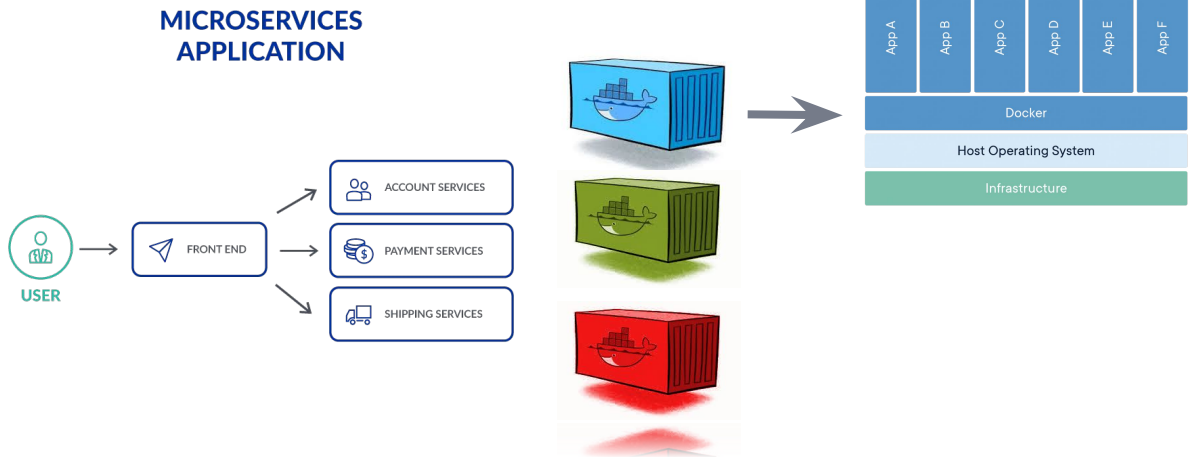 MICROSERVICES
APPLICATION
USER
FRONT END
ACCOUNT SERVICES
PAYMENT SERVICES
$
SHIPPING SERVICES
App A
App B
App C
App D
App E
App F
Docker
Host Operating System
Infrastructure